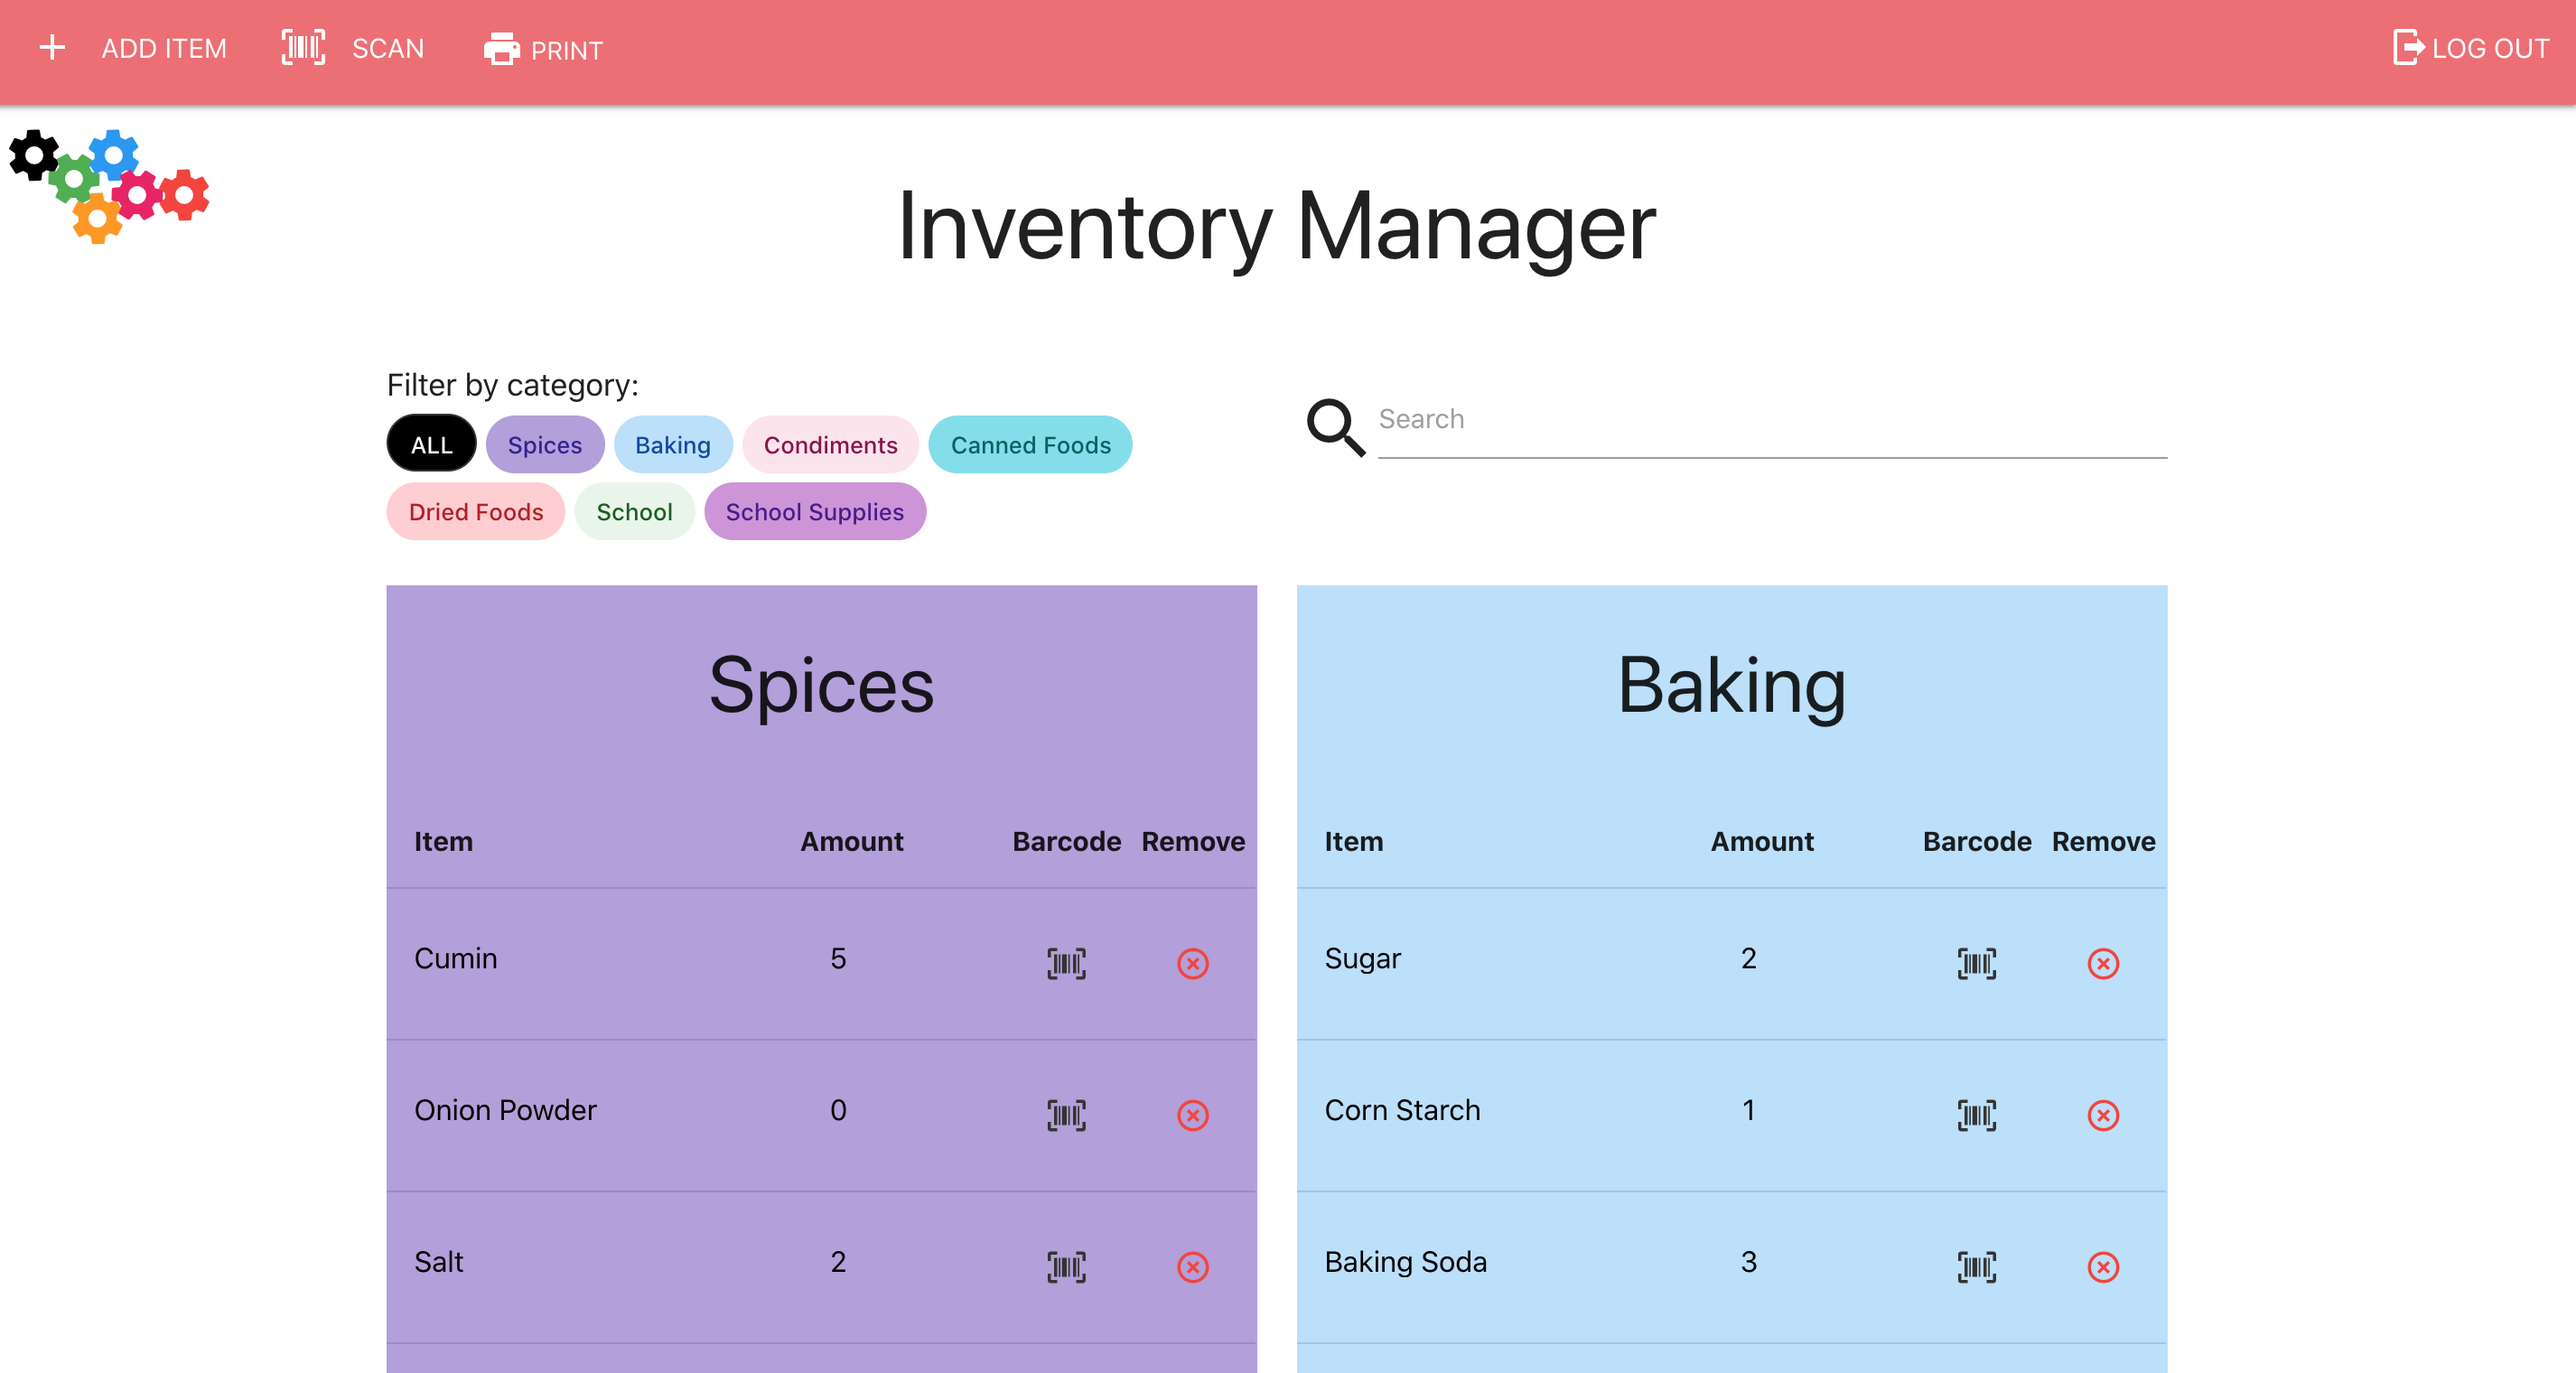 ADD ITEM SCAN PRINT LOG OUT
Inventory Manager
Filter by category:
Search
ALL Spices Baking Condiments Canned Foods
Dried Foods School School Supplies
Spices
Item Amount Barcode Remove
Cumin 5
Onion Powder 0
Salt 2
Baking
Item Amount Barcode Remove
Sugar 2
Corn Starch 1
Baking Soda 3